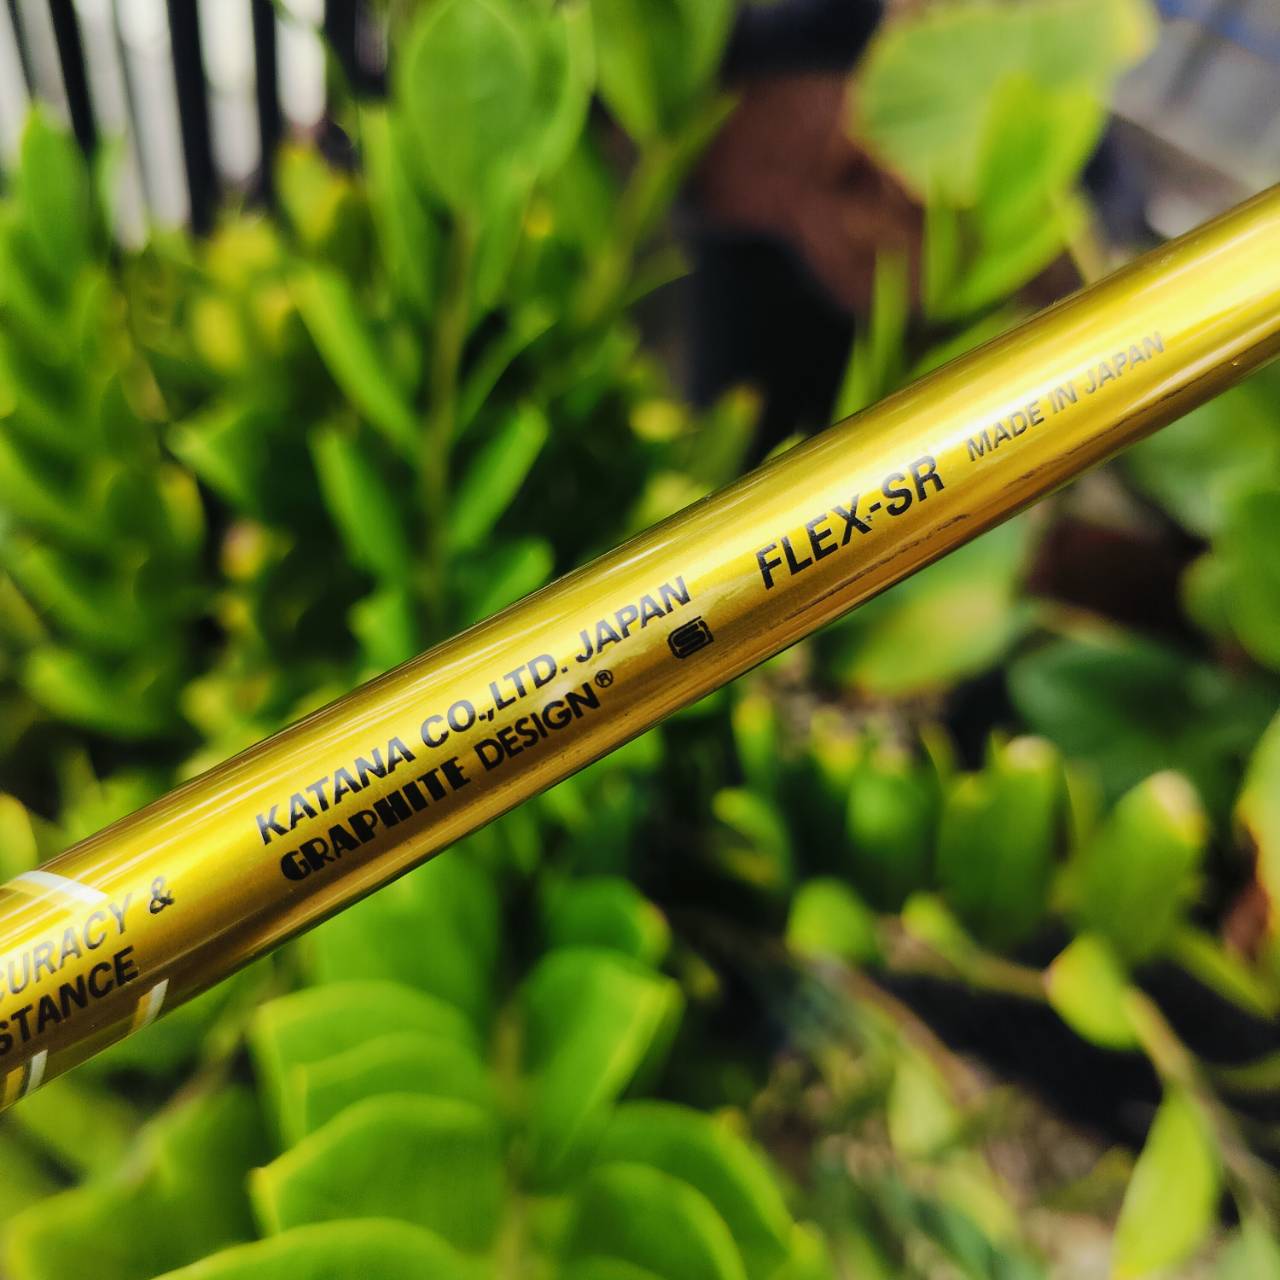 CURACY &
STANCE
KATANA CO.,LTD. JAPAN
GRAPHITE DESIGN®
FLEX-SR
MADE IN JAPAN